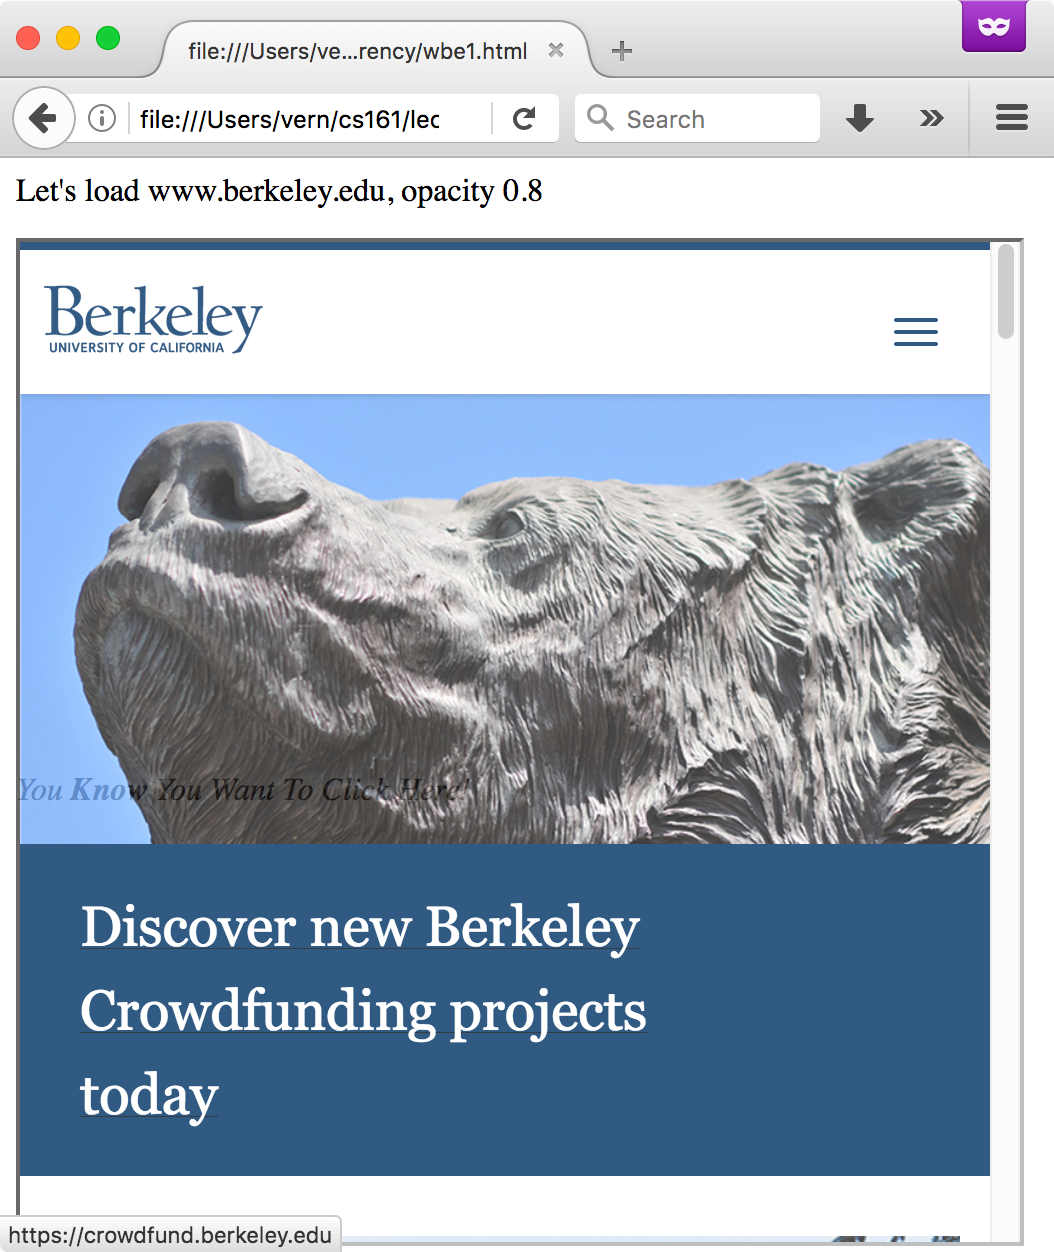 file:///Users/ve...rency/wbe1.html
file:///Users/vern/cs161/lec
Search
Let's load www.berkeley.edu, opacity 0.8
Berkeley
UNIVERSITY OF CALIFORNIA
You Know You Want To Click Here!
Discover new Berkeley
Crowdfunding projects
today
https://crowdfund.berkeley.edu